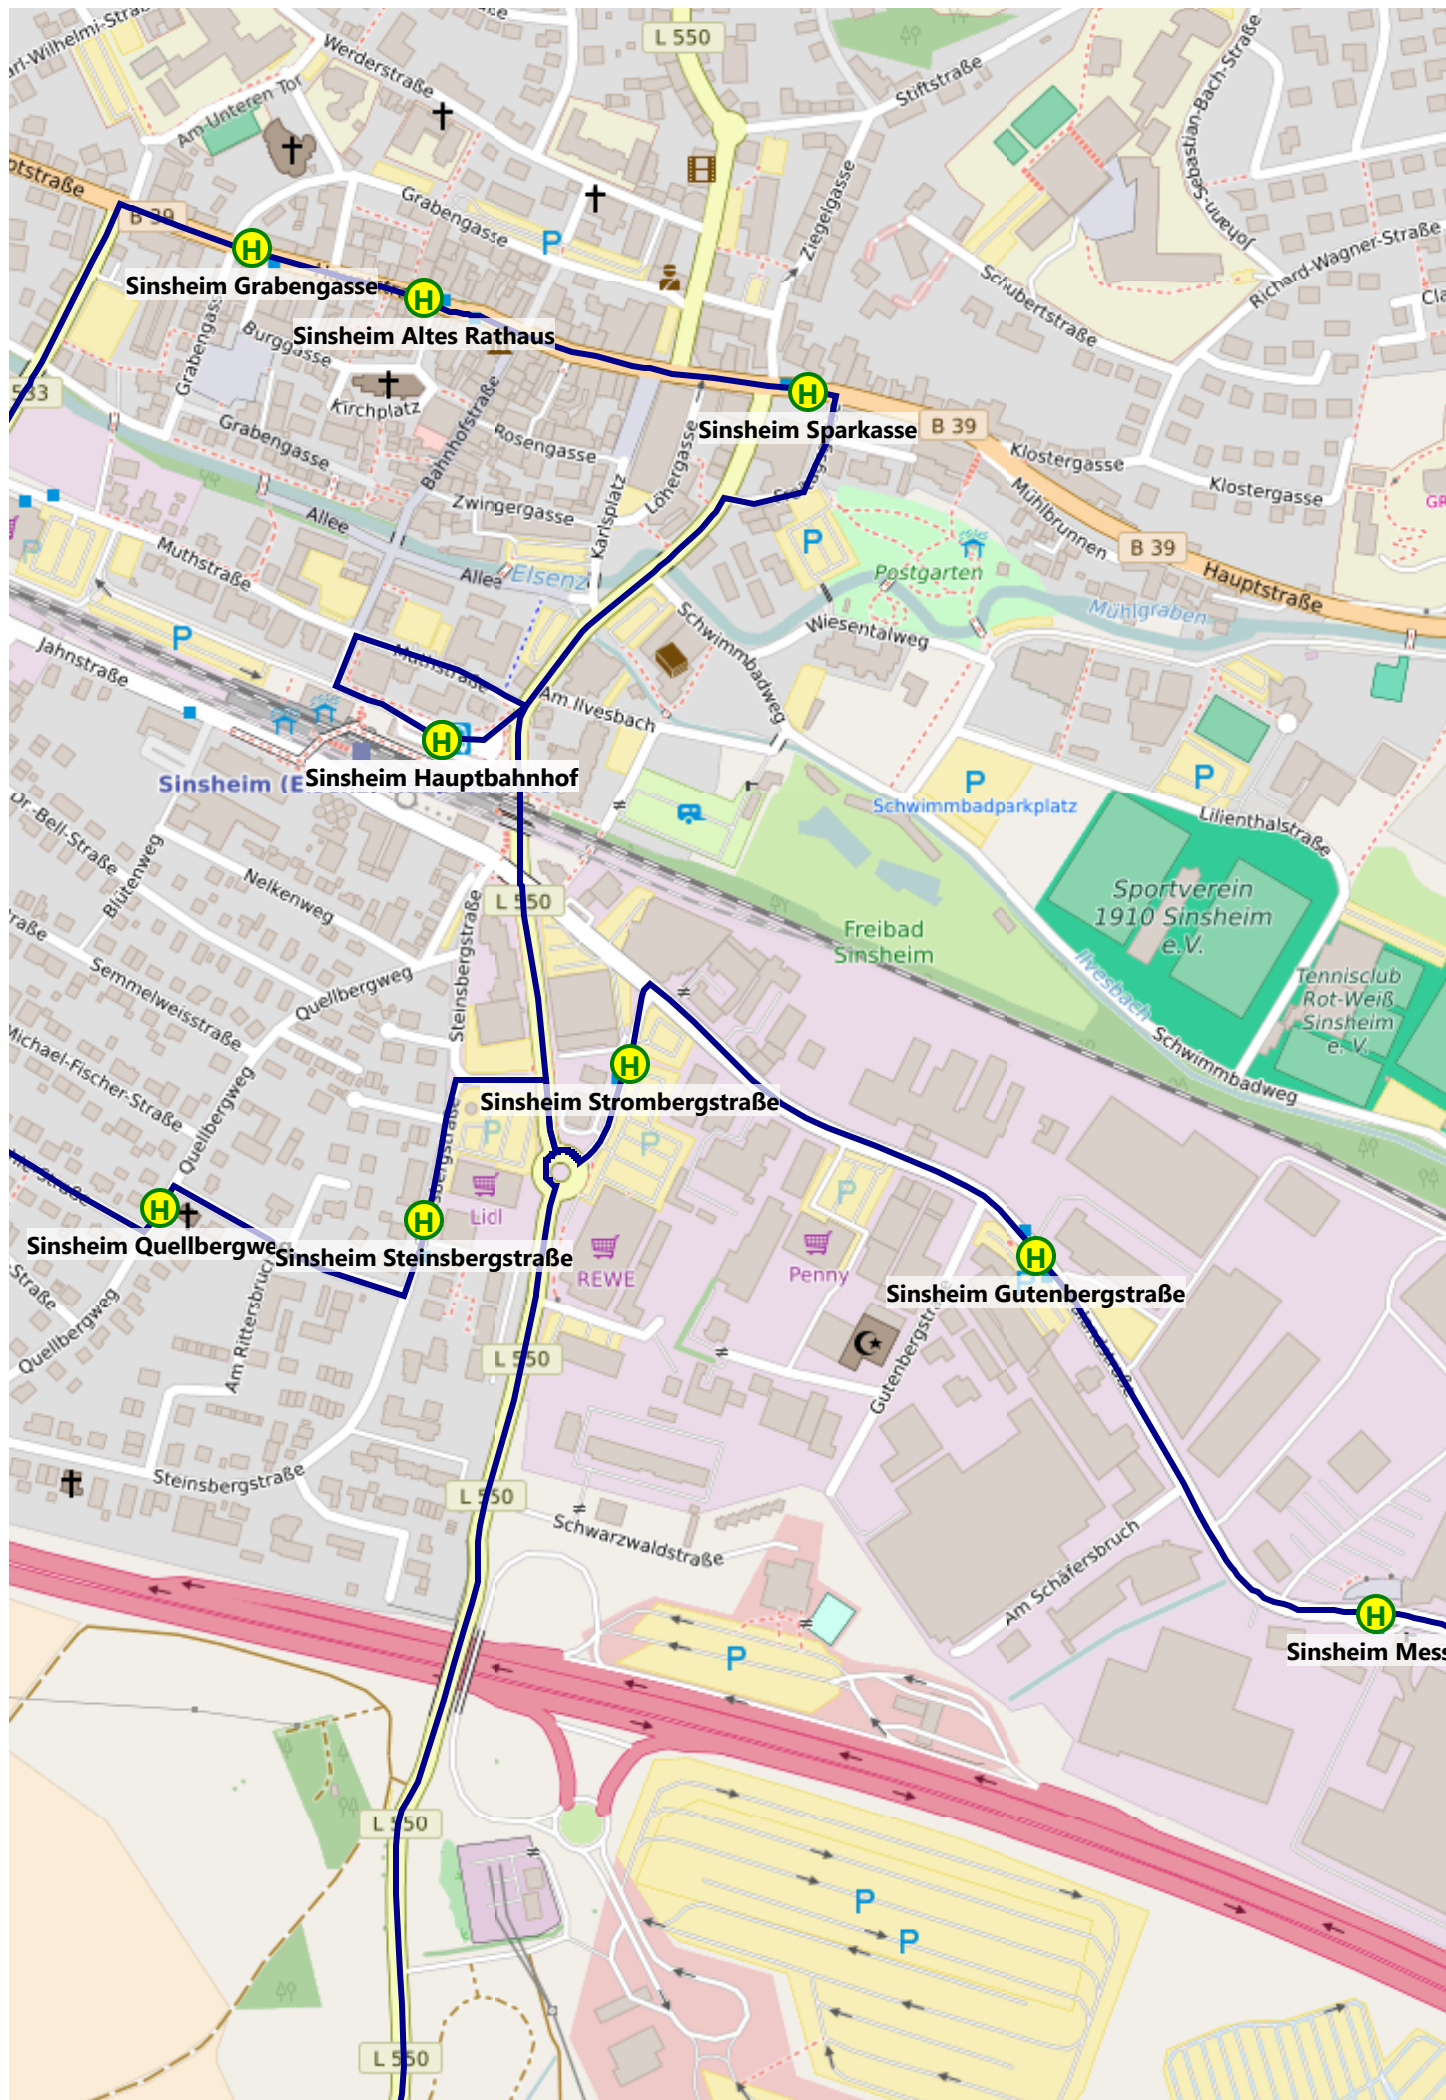 L 550
Werderstraße
Stiftstraße
Am Unteren Tor
Johann-Sebastian-Bach-Straße
B 39
Grabengasse
P
Ziegelgasse
Richard-Wagner-Straße
H
Sinsheim Grabengasse
H
Schubertstraße
Sinsheim Altes Rathaus
Burggasse
Grabengasse
H
Kirchplatz
Bahnhofstraße
Sinsheim Sparkasse
B 39
Grabengasse
Rosengasse
Löhergasse
Klostergasse
Klostergasse
Zwingergasse
Karlsplatz
Mühlbrunnen
Allee
P
B 39
Muthstraße
Allee
Elsenz
Postgarten
Hauptstraße
Mühlgraben
P
Schwimmbadweg
Wiesentalweg
Jahnstraße
Muthstraße
Am Ilvesbach
H
Sinsheim Hauptbahnhof
Sinsheim (E
P
P
Schwimmbadparkplatz
Lilienthalstraße
Dr.-Bell-Straße
Blütenweg
Nelkenweg
L 550
Steinsbergstraße
Sportverein
1910 Sinsheim
e.V.
Freibad
Sinsheim
Ilvesbach
Semmelweisstraße
Quellbergweg
Tennisclub
Rot-Weiß
Sinsheim
e. V.
Michael-Fischer-Straße
Quellbergweg
Schwimmbadweg
H
Sinsheim Strombergstraße
P
P
P
H
H
Lidl
Sinsheim Quellbergwe
Sinsheim Steinsbergstraße
REWE
Penny
H
P
Sinsheim Gutenbergstraße
Quellbergweg
Am Rittersbruch
L 550
Gutenbergstr
Steinsbergstraße
L 550
Schwarzwaldstraße
Am Schäfersbruch
H
Sinsheim Mess
P
L 550
P
P
L 550